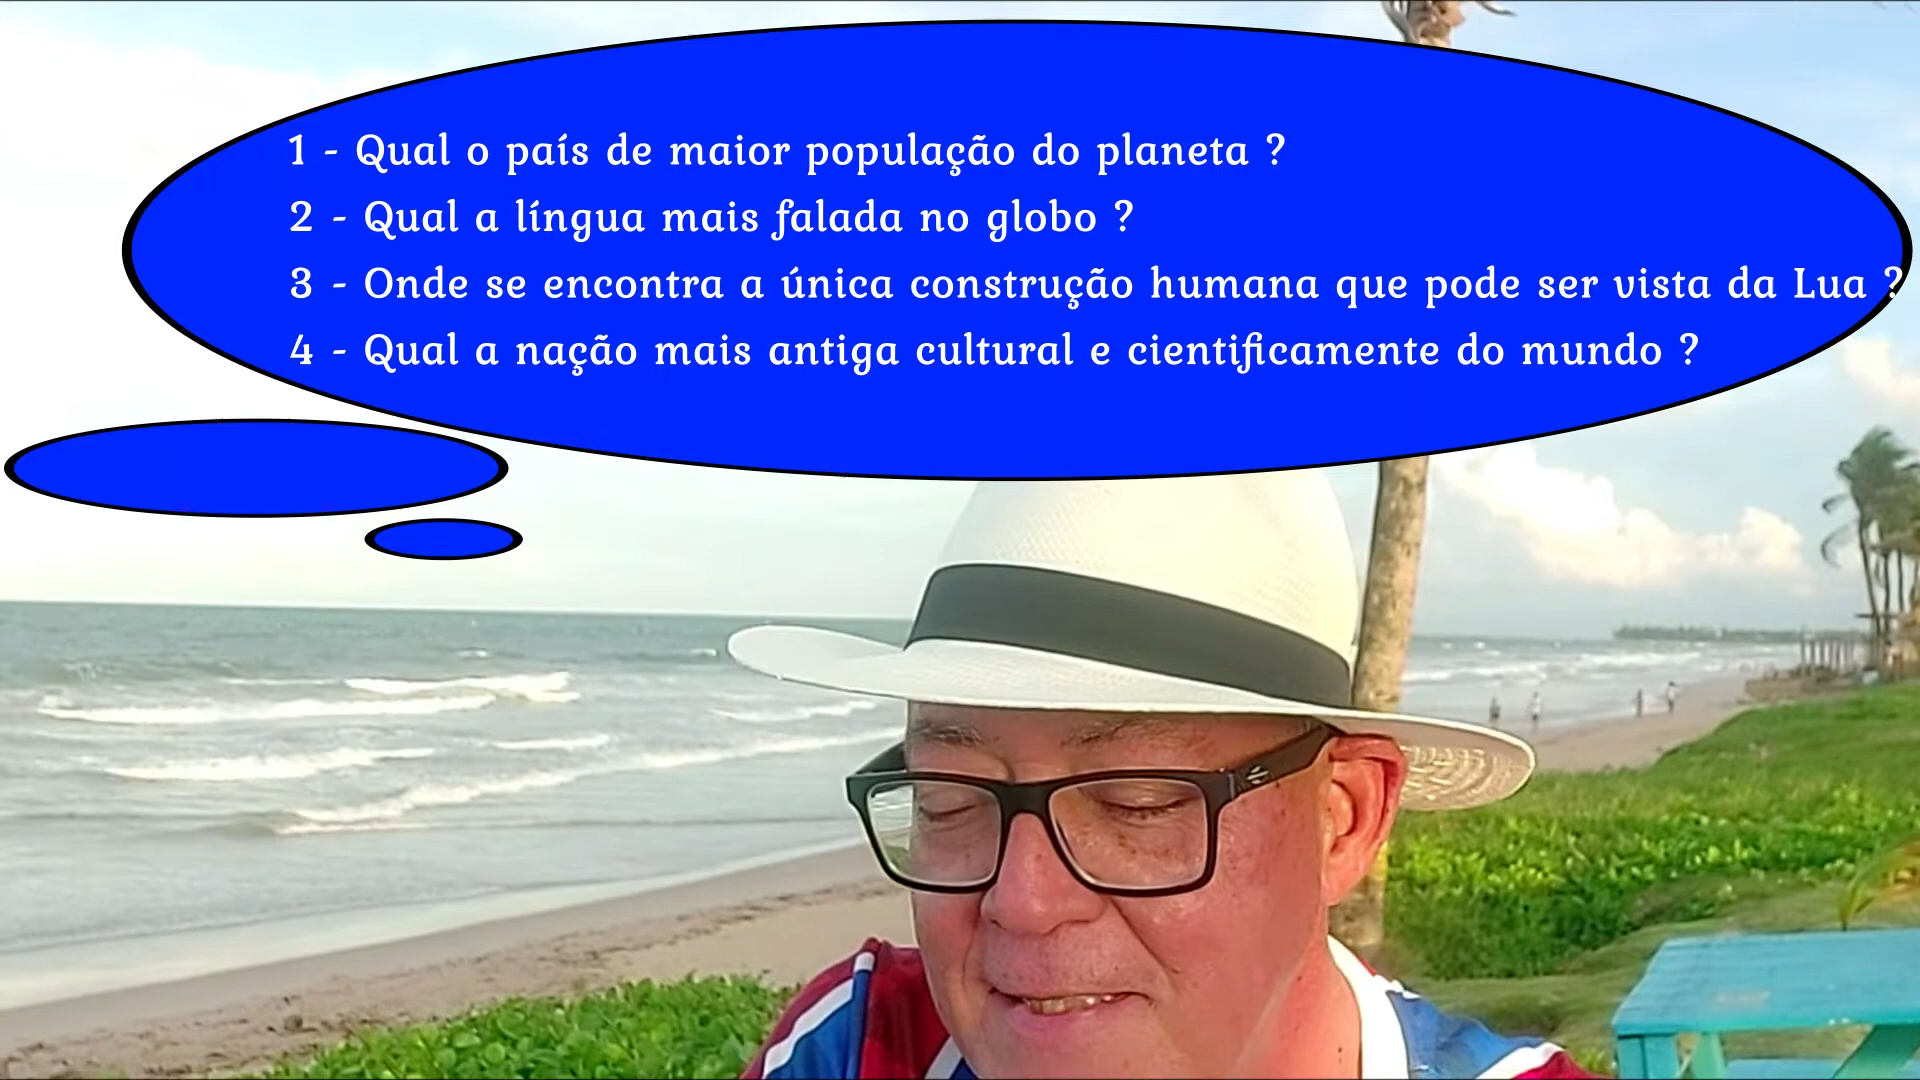 1 - Qual o país de maior população do planeta ?
2 - Qual a língua mais falada no globo ?
3 - Onde se encontra a única construção humana que pode ser vista da Lua ?
4 - Qual a nação mais antiga cultural e cientificamente do mundo ?